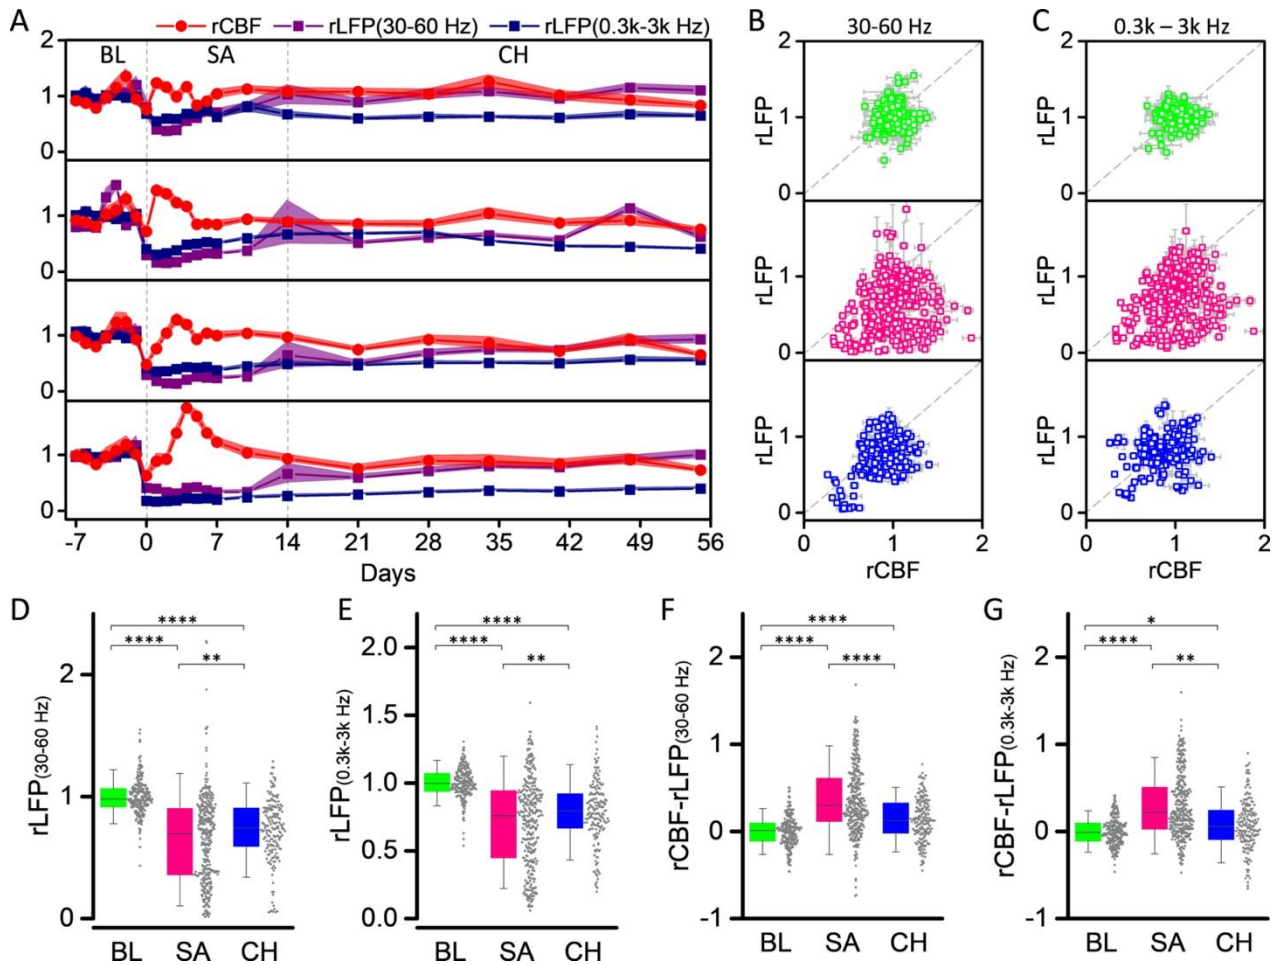 A
rCBF
rLFP(30-60 Hz)
rLFP(0.3k-3k Hz)
B
30-60 Hz
C
0.3k – 3k Hz
BL
SA
CH
2
1
2
1
0
1
0
1
0
-7
0
7
14
21
28
35
42
49
56
Days
2
rLFP
1
0
rLFP
1
0
rLFP
1
0
0
1
2
rCBF
2
rLFP
1
0
rLFP
1
0
rLFP
1
0
0
1
2
rCBF
D
rLFP(30-60 Hz)
2
1
0
****
****
**
BL
SA
CH
E
rLFP(0.3k-3k Hz)
2.0
1.5
1.0
0.5
0.0
****
****
**
BL
SA
CH
F
rCBF-rLFP(30-60 Hz)
2
1
0
-1
****
****
****
BL
SA
CH
G
rCBF-rLFP(0.3k-3k Hz)
2
1
0
-1
*
****
**
BL
SA
CH